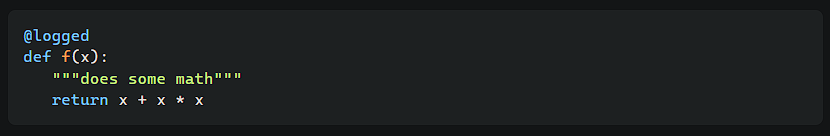 @logged
def f(x):
   """does some math"""
   return x + x * x